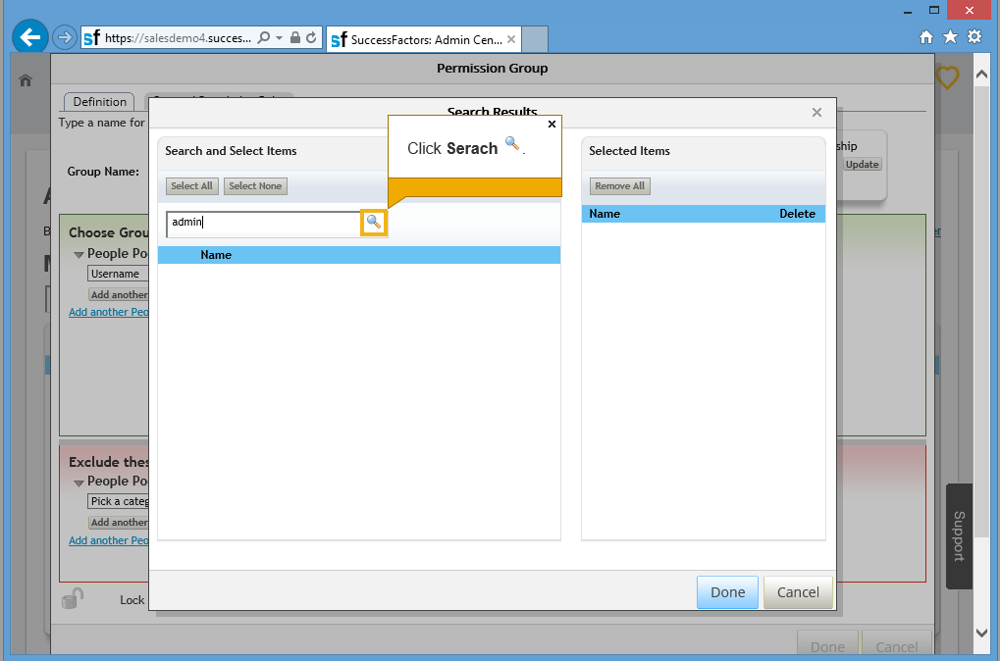 https://salesdemo4.succes...
SuccessFactors: Admin Cen...
Permission Group
Definition
Type a name for
Group Name:
Update
Choose Grou
People Po
Username
Add another
Add another Peo
Exclude thes
People Po
Pick a categ
Add another
Add another Peo
Lock
Search Results
Search and Select Items
Select All
Select None
admin
Name
Click Serach .
Selected Items
Remove All
Name Delete
Done Cancel
Support
Done Cancel